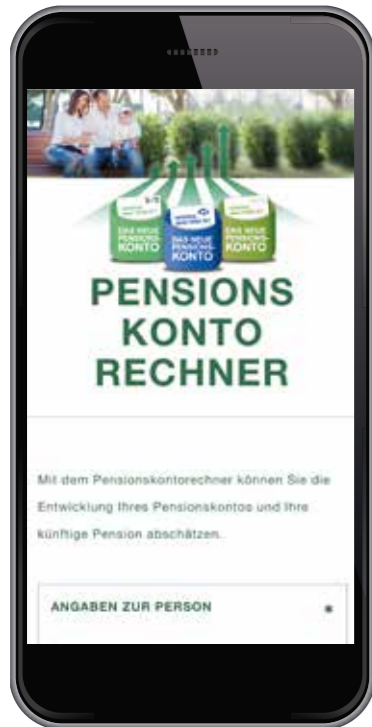 DAS NEUE
PENSIONS-
KONTO
DAS NEUE
PENSIONS-
KONTO
DAS NEUE
PENSIONS-
KONTO
PENSIONS
KONTO
RECHNER
Mit dem Pensionskontorechner können Sie die
Entwicklung Ihres Pensionskontos und Ihre
künftige Pension abschätzen.
ANGABEN ZUR PERSON